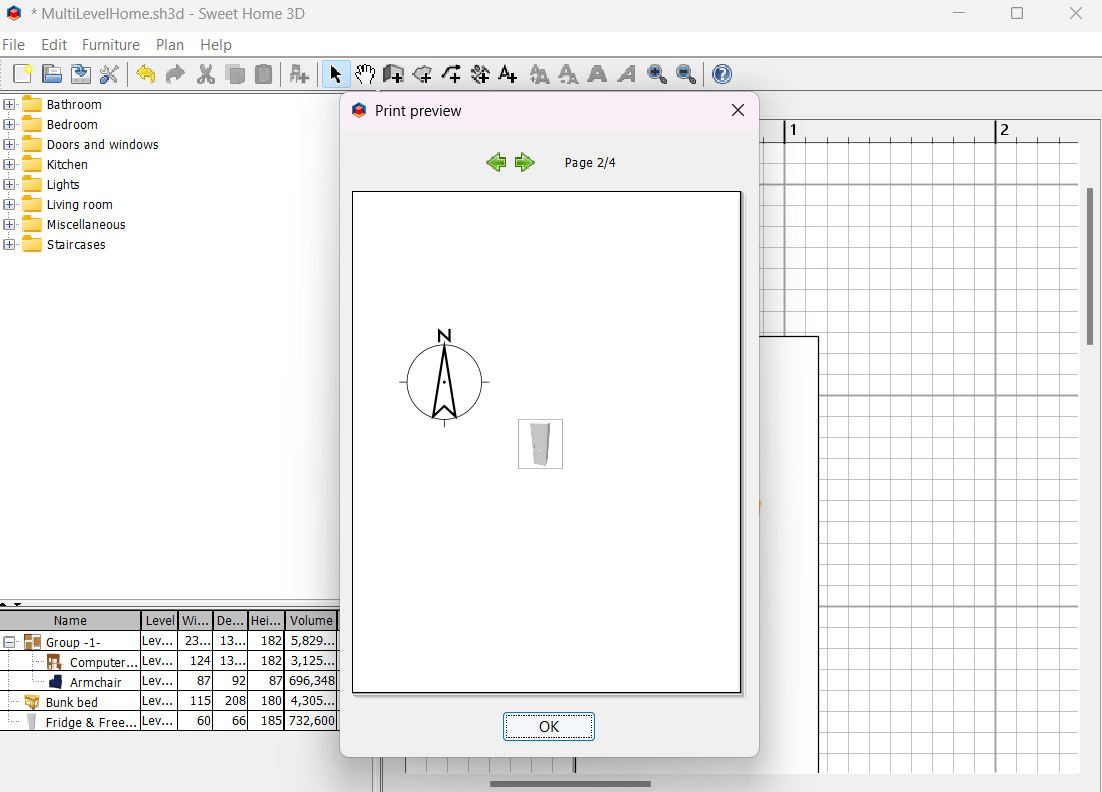 * MultiLevelHome.sh3d - Sweet Home 3D
File Edit Furniture Plan Help
Bathroom
Bedroom
Doors and windows
Kitchen
Lights
Living room
Miscellaneous
Staircases
Print preview
Page 2/4
N
OK
1 2
Name Level Wi... De... Hei... Volume
Group -1- Lev... 23... 13... 182 5,829...
Computer... Lev... 124 13... 182 3,125...
Armchair Lev... 87 92 87 696,348
Bunk bed Lev... 115 208 180 4,305...
Fridge & Free... Lev... 60 66 185 732,600